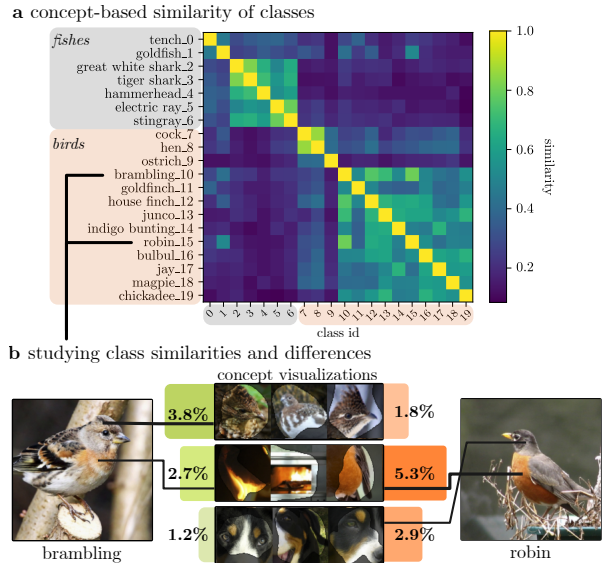 a concept-based similarity of classes
fishes
tench_0
goldfish_1
great white shark_2
tiger shark_3
hammerhead_4
electric ray_5
stingray_6
birds
cock_7
hen_8
ostrich_9
brambling_10
goldfinch_11
house finch_12
junco_13
indigo bunting_14
robin_15
bulbul_16
jay_17
magpie_18
chickadee_19
0 1 2 3 4 5 6 7 8 9 10 11 12 13 14 15 16 17 18 19
class id
1.0
0.8
0.6
0.4
0.2
similarity
b studying class similarities and differences
concept visualizations
3.8% 1.8%
2.7% 5.3%
1.2% 2.9%
brambling robin